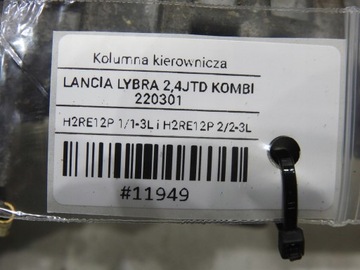 Kolumna kierownicza
LANCIA LYBRA 2,4JTD KOMBI
220301
H2RE12P 1/1-3L i H2RE12P 2/2-3L
#11949